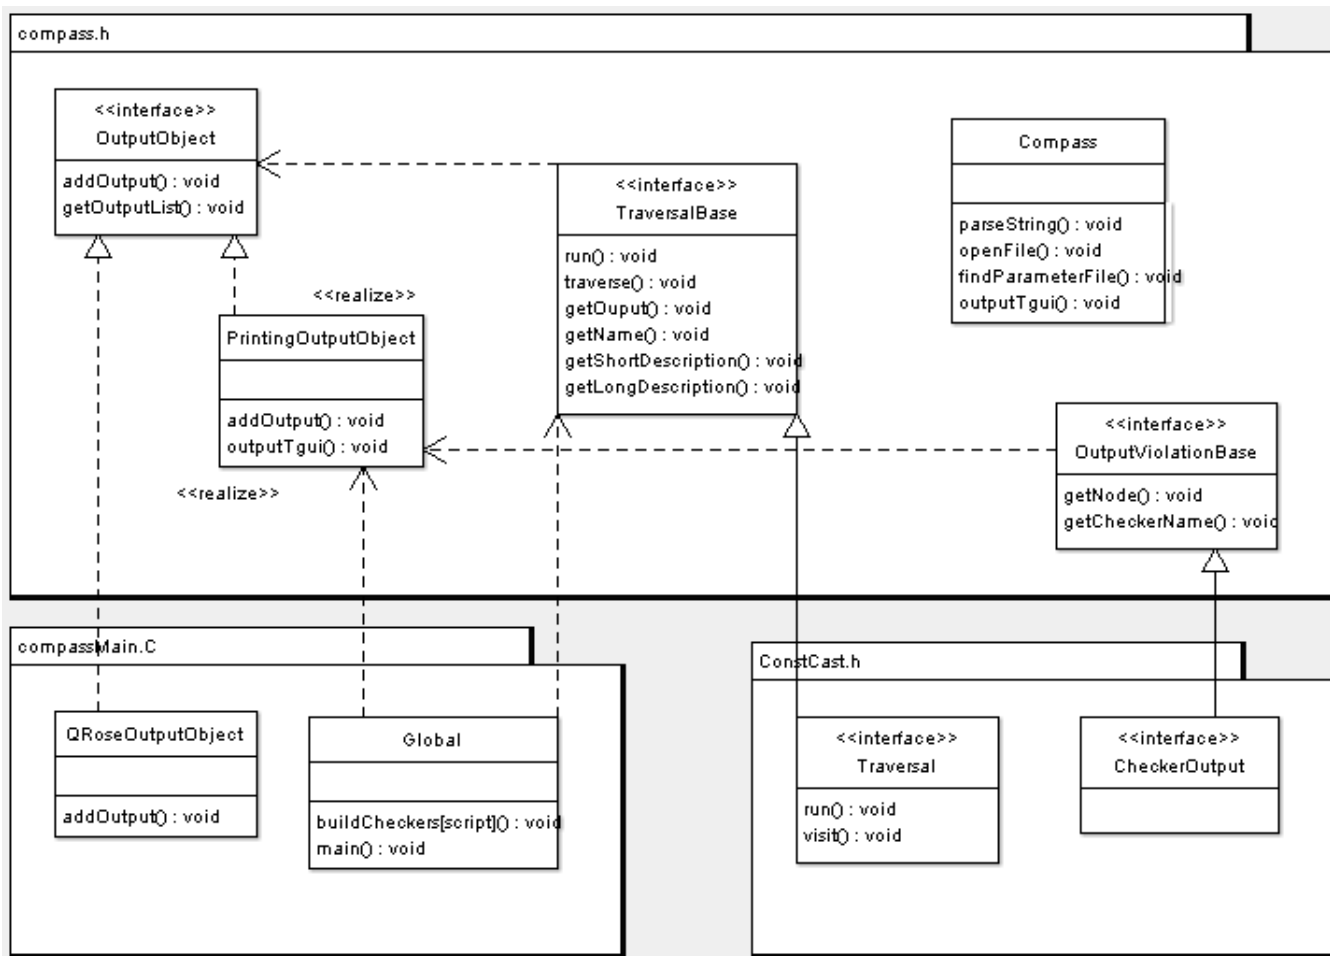 compass.h
<<interface>>
OutputObject
addOutput() : void
getOutputList() : void
<<interface>>
TraversalBase
run() : void
traverse() : void
getOuput() : void
getName() : void
getShortDescription() : void
getLongDescription() : void
Compass
parseString() : void
openFile() : void
findParameterFile() : void
outputTgui() : void
<<realize>>
PrintingOutputObject
addOutput() : void
outputTgui() : void
<<realize>>
<<interface>>
OutputViolationBase
getNode() : void
getCheckerName() : void
compassMain.C
QRoseOutputObject
addOutput() : void
Global
buildCheckers[script]() : void
main() : void
ConstCast.h
<<interface>>
Traversal
run() : void
visit() : void
<<interface>>
CheckerOutput